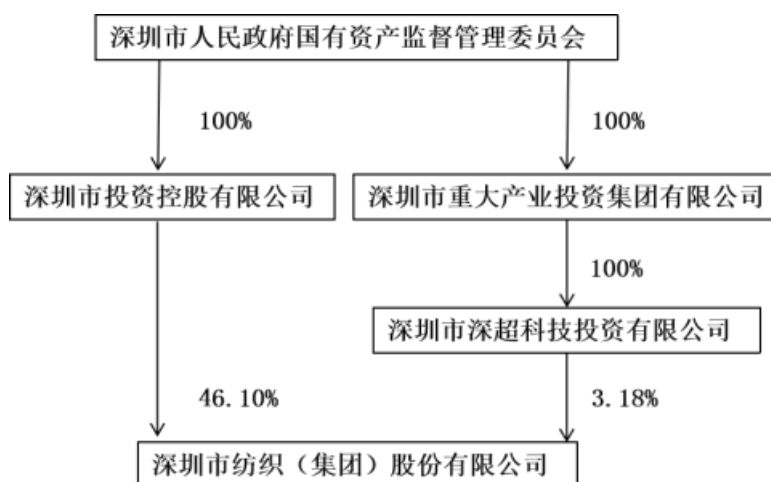 深圳市人民政府国有资产监督管理委员会
100%
100%
深圳市投资控股有限公司
深圳市重大产业投资集团有限公司
100%
深圳市深超科技投资有限公司
46.10%
3.18%
深圳市纺织（集团）股份有限公司